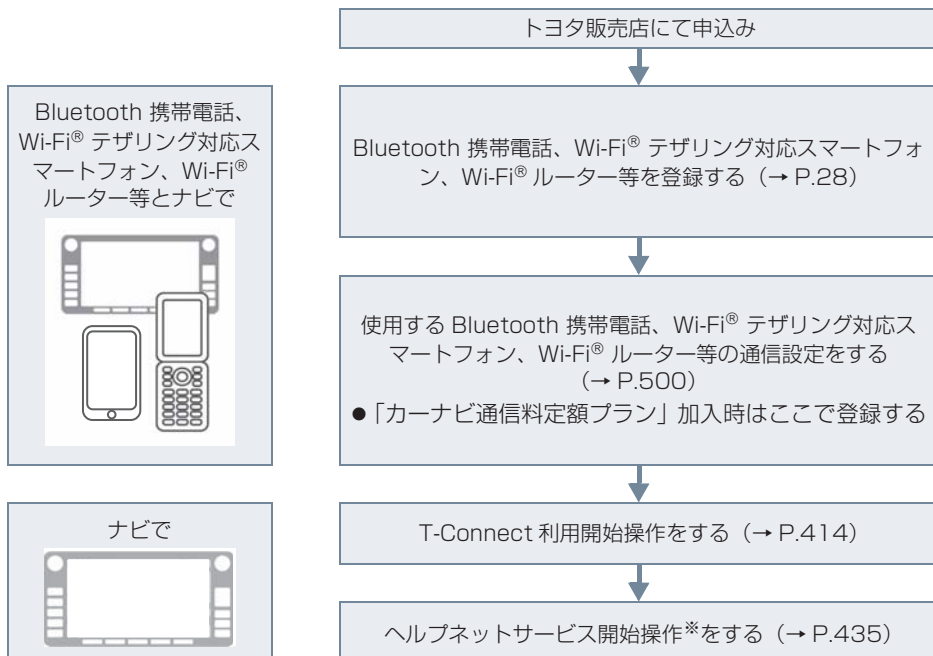 トヨタ販売店にて申込み
Bluetooth 携帯電話、
Wi-Fi® テザリング対応ス
マートフォン、Wi-Fi®
ルーター等とナビで
Bluetooth 携帯電話、Wi-Fi® テザリング対応スマートフォ
ン、Wi-Fi® ルーター等を登録する（→ P.28）
使用する Bluetooth 携帯電話、Wi-Fi® テザリング対応ス
マートフォン、Wi-Fi® ルーター等の通信設定をする
（→ P.500）
●「カーナビ通信料定額プラン」加入時はここで登録する
ナビで
T-Connect 利用開始操作をする（→ P.414）
ヘルプネットサービス開始操作※をする（→ P.435）